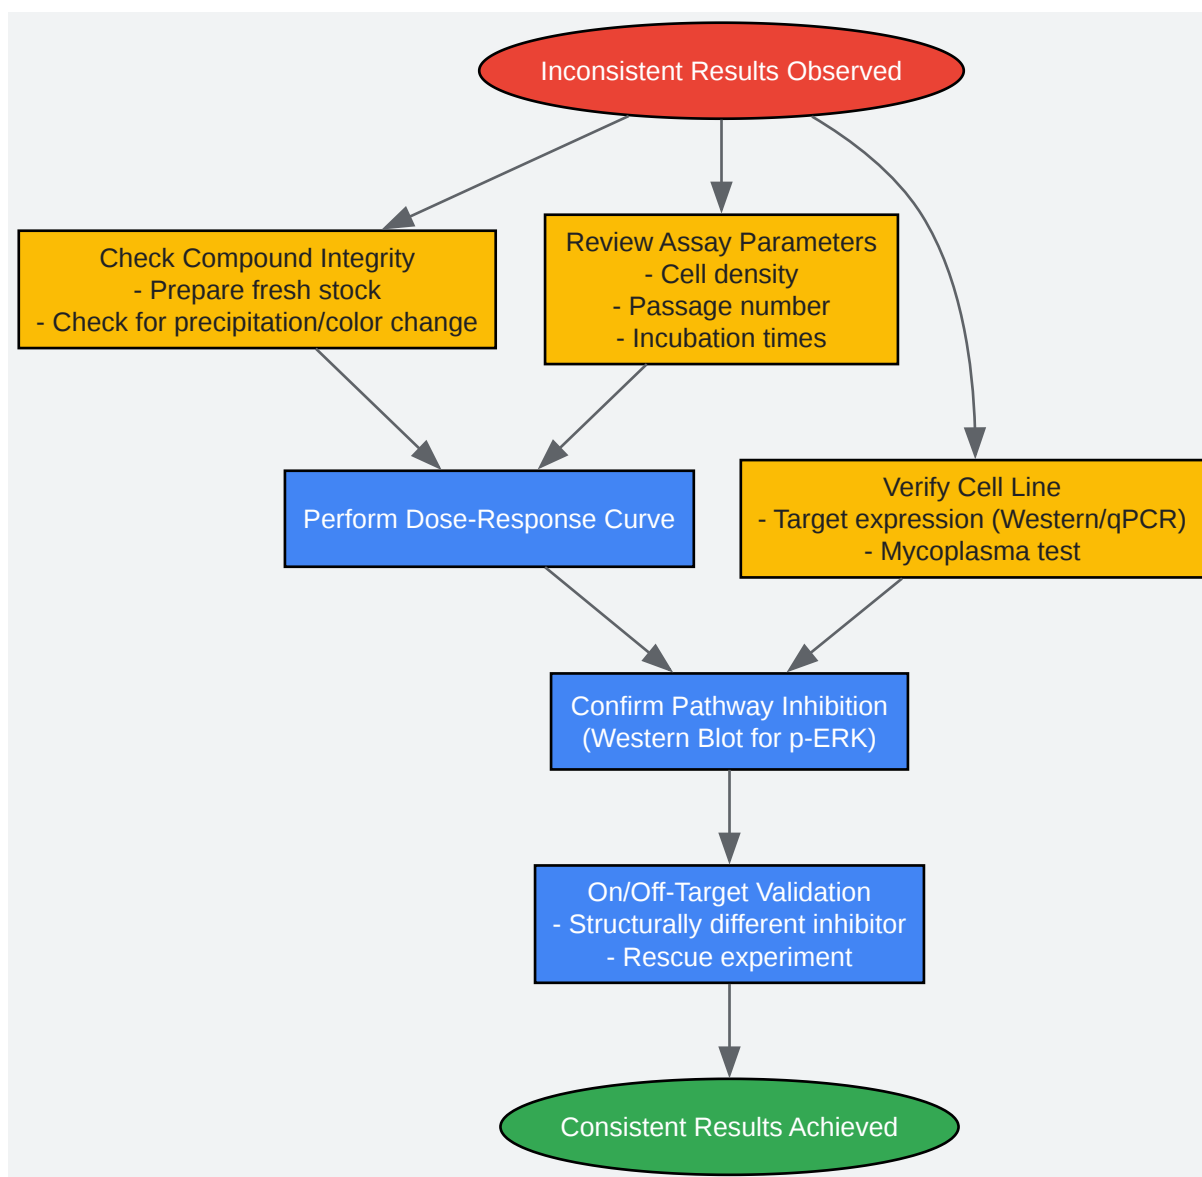 Inconsistent Results Observed
Check Compound Integrity
- Prepare fresh stock
- Check for precipitation/color change
Review Assay Parameters
- Cell density
- Passage number
- Incubation times
Perform Dose-Response Curve
Verify Cell Line
- Target expression (Western/qPCR)
- Mycoplasma test
Confirm Pathway Inhibition
(Western Blot for p-ERK)
On/Off-Target Validation
- Structurally different inhibitor
- Rescue experiment
Consistent Results Achieved